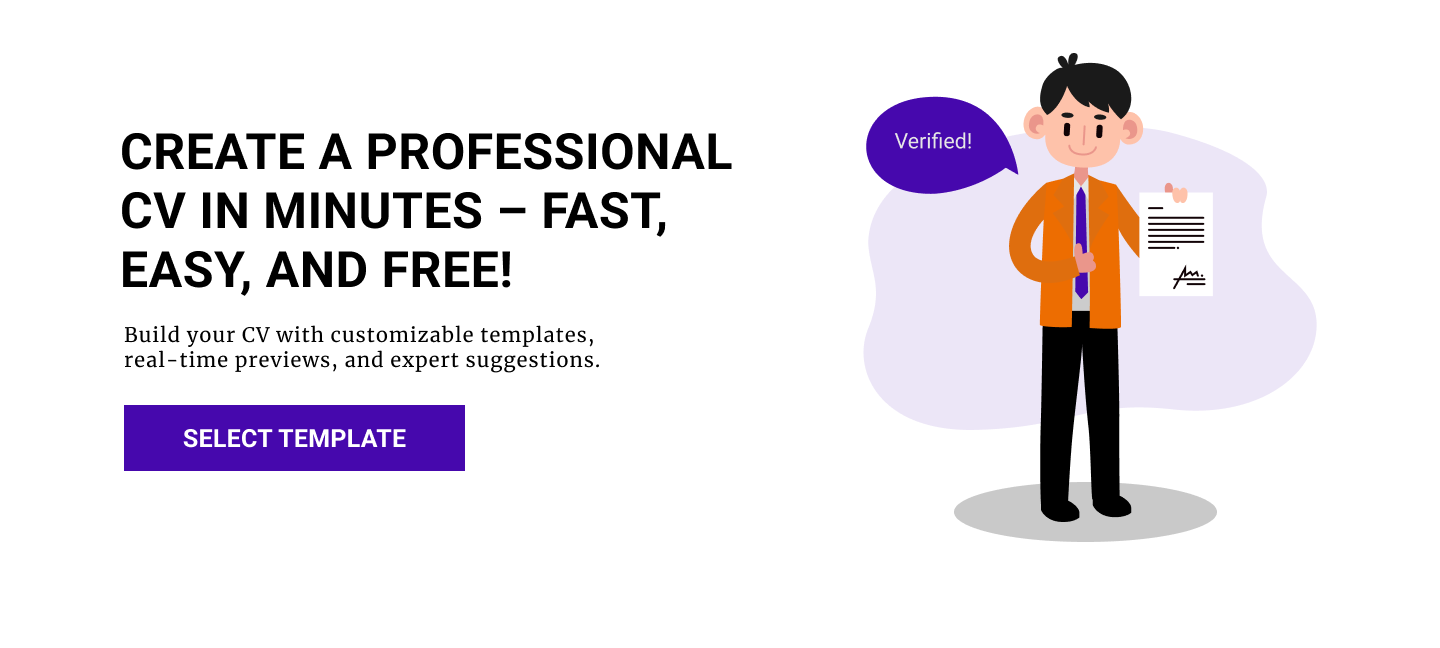 CREATE A PROFESSIONAL
CV IN MINUTES – FAST,
EASY, AND FREE!
Build your CV with customizable templates,
real-time previews, and expert suggestions.
SELECT TEMPLATE
Verified!